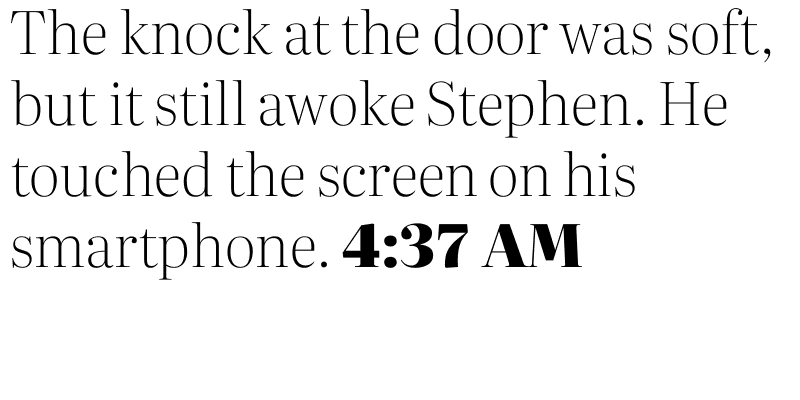 The knock at the door was soft,
but it still awoke Stephen. He
touched the screen on his
smartphone. 4:37 AM